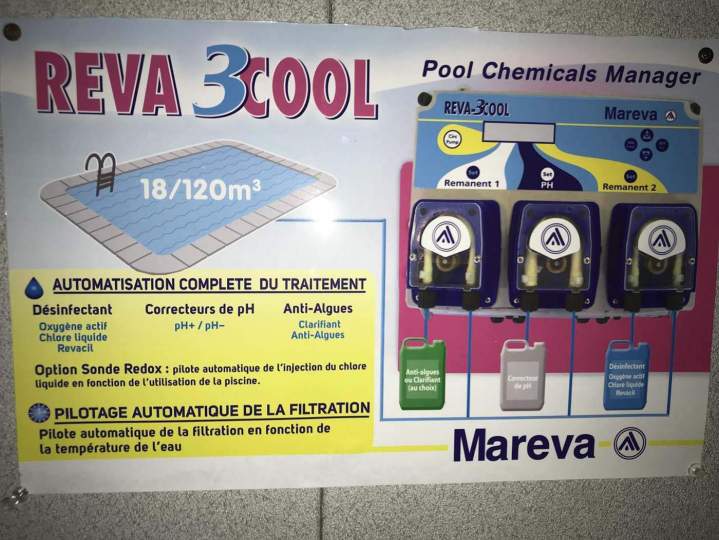 REVA 3COOL
Pool Chemicals Manager
REVA-3COOL
Mareva
Circ
Pump
Set
Remanent 1
Set
PH
Set
Remanent 2
18/120m³
AUTOMATISATION COMPLETE DU TRAITEMENT
Désinfectant
Oxygène actif
Chlore liquide
Revacil
Correcteurs de pH
pH+ / pH-
Anti-Algues
Clarifiant
Anti-Algues
Option Sonde Redox : pilote automatique de l'injection du chlore
liquide en fonction de l'utilisation de la piscine.
PILOTAGE AUTOMATIQUE DE LA FILTRATION
Pilote automatique de la filtration en fonction de
la température de l'eau
Anti-algues
ou Clarifiant
(au choix)
Correcteur
de pH
Désinfectant
Oxygène actif
Chlore liquide
Revacil
Mareva